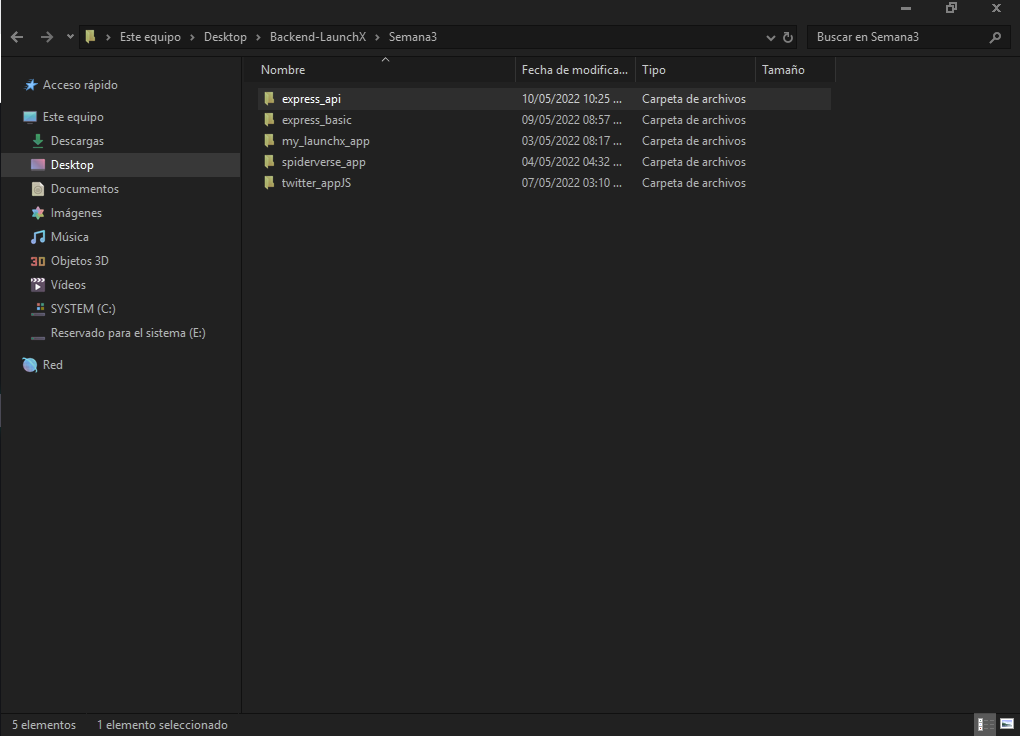 Este equipo > Desktop > Backend-LaunchX > Semana3
Buscar en Semana3
Nombre Fecha de modifica... Tipo Tamaño
Acceso rápido
Este equipo
Descargas
Desktop
Documentos
Imágenes
Música
3D Objetos 3D
Vídeos
SYSTEM (C:)
Reservado para el sistema (E:)
Red
express_api 10/05/2022 10:25 ... Carpeta de archivos
express_basic 09/05/2022 08:57 ... Carpeta de archivos
my_launchx_app 03/05/2022 08:17 ... Carpeta de archivos
spiderverse_app 04/05/2022 04:32 ... Carpeta de archivos
twitter_appJS 07/05/2022 03:10 ... Carpeta de archivos
5 elementos 1 elemento seleccionado